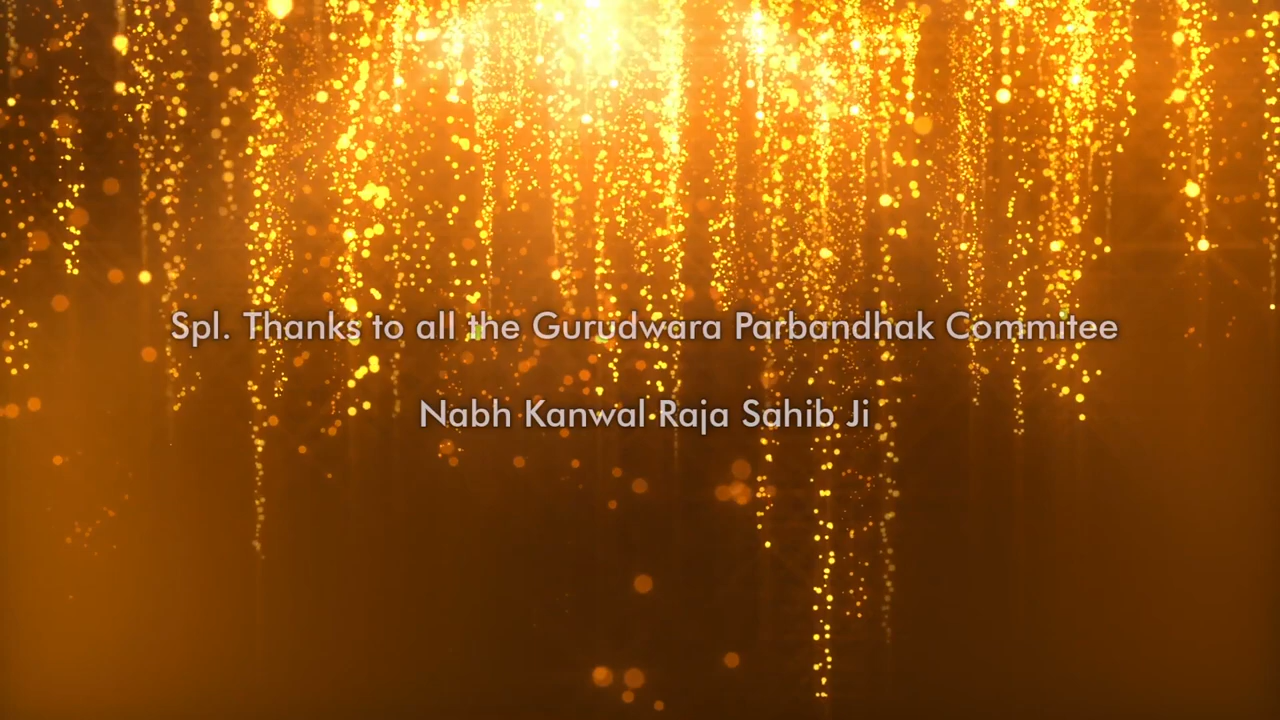 Spl. Thanks to all the Gurudwara Parbandhak Commitee
Nabh Kanwal Raja Sahib Ji